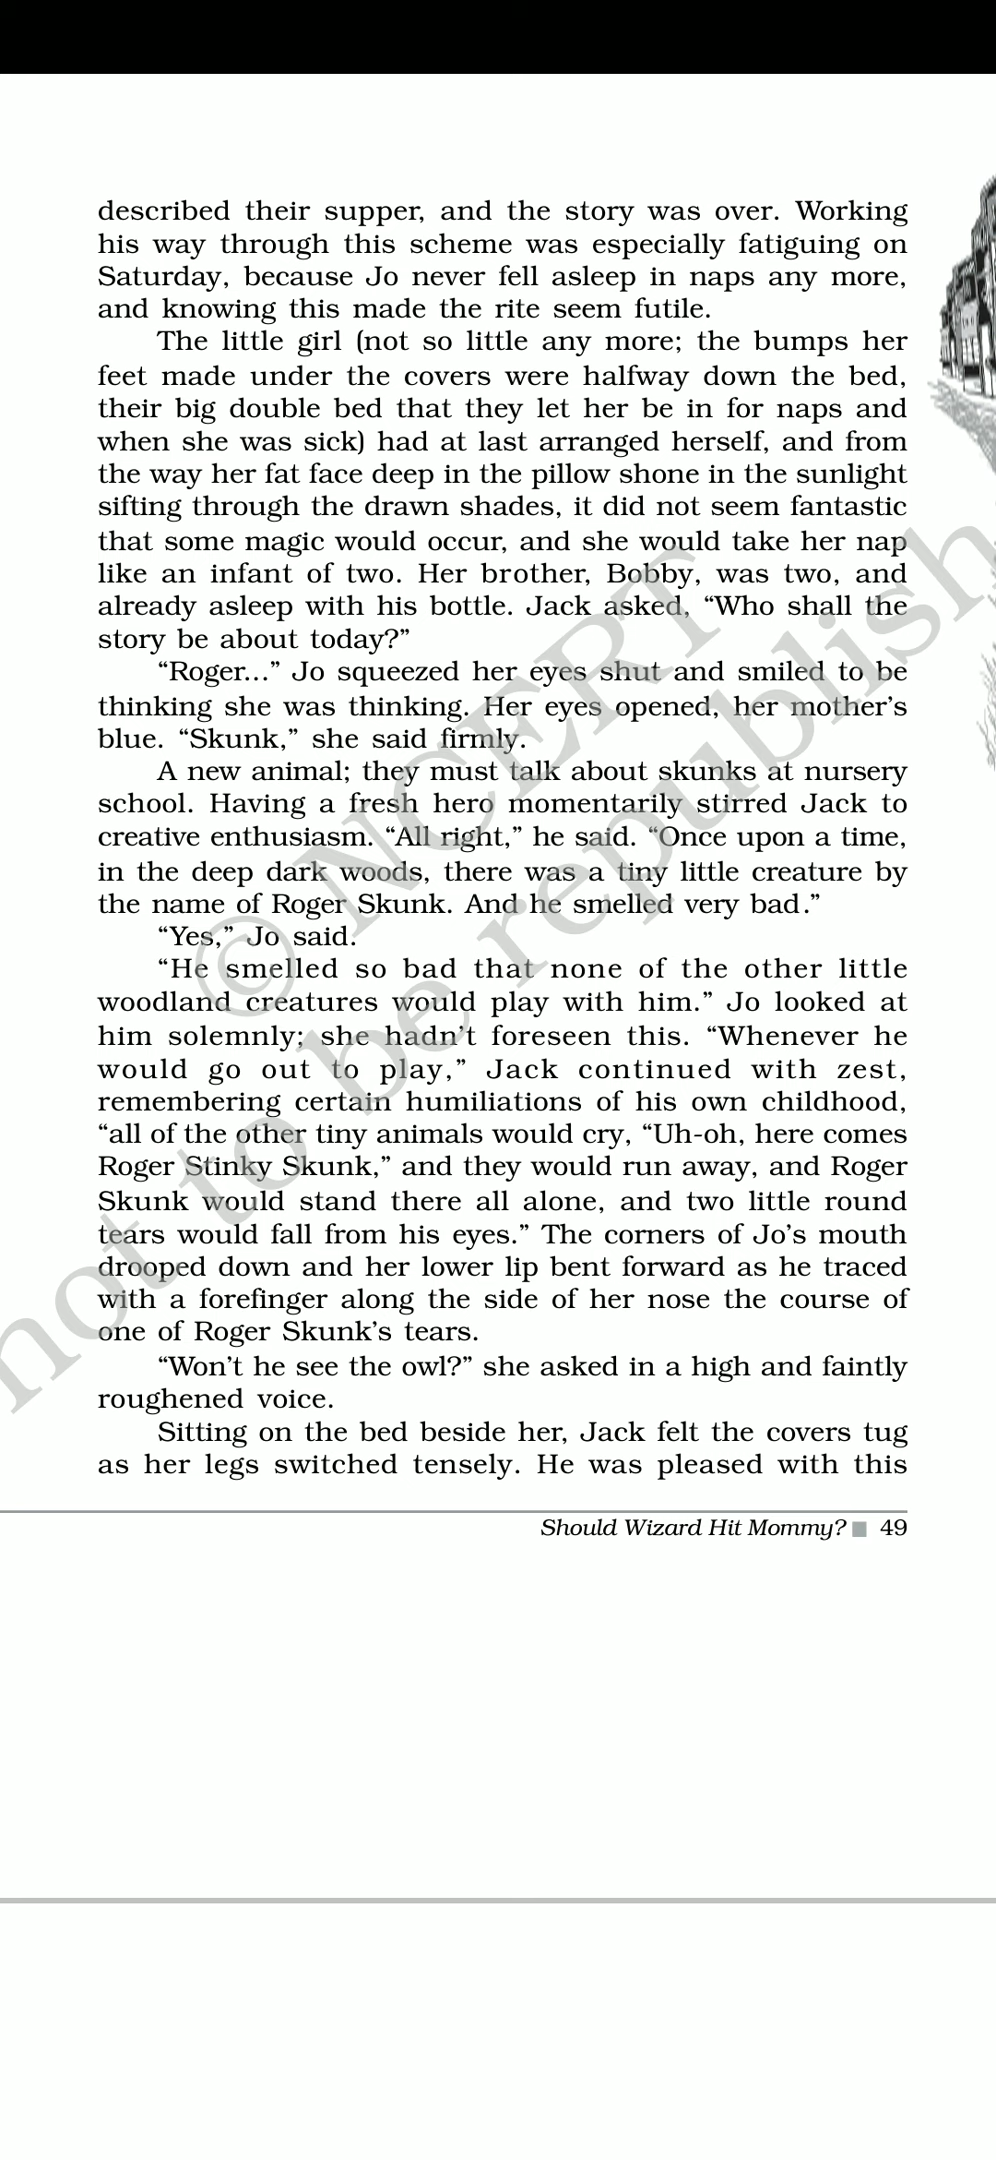 described their supper, and the story was over. Working
his way through this scheme was especially fatiguing on
Saturday, because Jo never fell asleep in naps any more,
and knowing this made the rite seem futile.
The little girl (not so little any more; the bumps her
feet made under the covers were halfway down the bed,
their big double bed that they let her be in for naps and
when she was sick) had at last arranged herself, and from
the way her fat face deep in the pillow shone in the sunlight
sifting through the drawn shades, it did not seem fantastic
that some magic would occur, and she would take her nap
like an infant of two. Her brother, Bobby, was two, and
already asleep with his bottle. Jack asked, “Who shall the
story be about today?”
“Roger...” Jo squeezed her eyes shut and smiled to be
thinking she was thinking. Her eyes opened, her mother’s
blue. “Skunk,” she said firmly.
A new animal; they must talk about skunks at nursery
school. Having a fresh hero momentarily stirred Jack to
creative enthusiasm. “All right,” he said. “Once upon a time,
in the deep dark woods, there was a tiny little creature by
the name of Roger Skunk. And he smelled very bad.”
“Yes,” Jo said.
“He smelled so bad that none of the other little
woodland creatures would play with him.” Jo looked at
him solemnly; she hadn’t foreseen this. “Whenever he
would go out to play,” Jack continued with zest,
remembering certain humiliations of his own childhood,
“all of the other tiny animals would cry, “Uh-oh, here comes
Roger Stinky Skunk,” and they would run away, and Roger
Skunk would stand there all alone, and two little round
tears would fall from his eyes.” The corners of Jo’s mouth
drooped down and her lower lip bent forward as he traced
with a forefinger along the side of her nose the course of
one of Roger Skunk’s tears.
“Won’t he see the owl?” she asked in a high and faintly
roughened voice.
Sitting on the bed beside her, Jack felt the covers tug
as her legs switched tensely. He was pleased with this
Should Wizard Hit Mommy? ■ 49
© NCERT
not to be republish